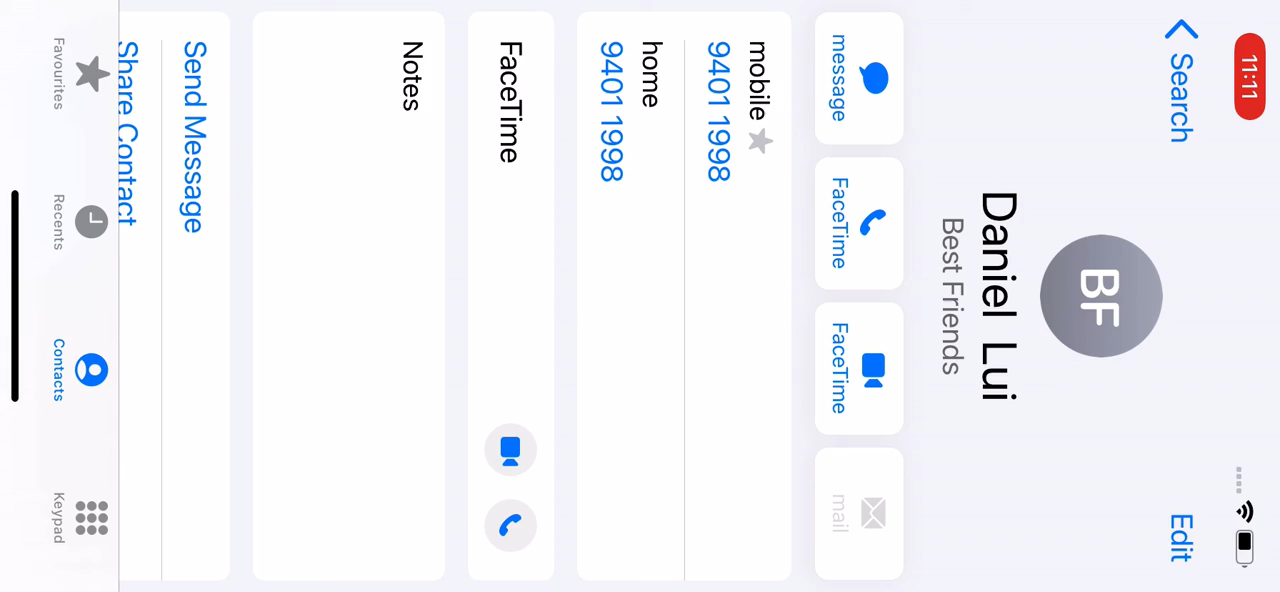 11:11
Search
Edit
BF
Daniel Lui
Best Friends
message
FaceTime
FaceTime
mail
mobile
9401 1998
home
9401 1998
FaceTime
Notes
Send Message
Share Contact
Favourites
Recents
Contacts
Keypad